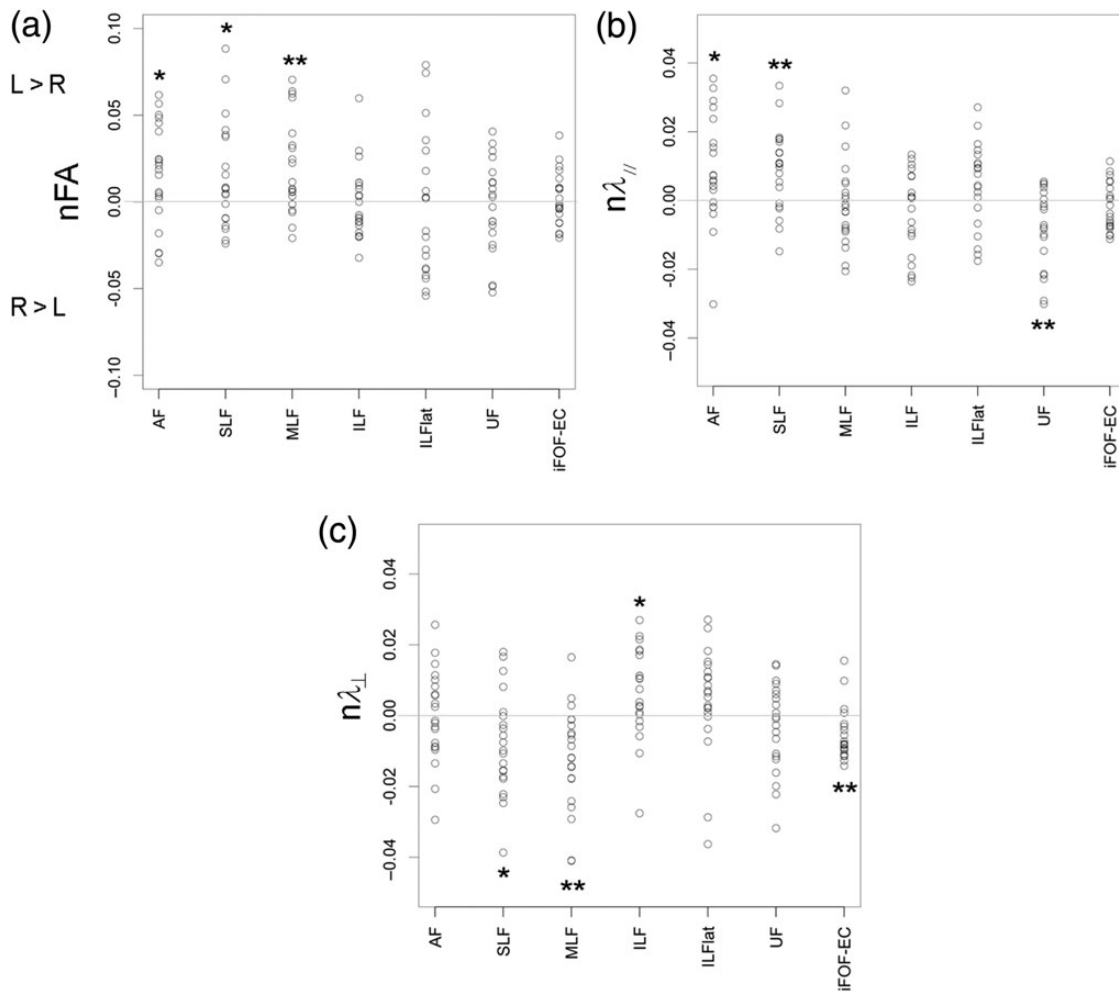 (a)
L > R
nFA
R > L
0.10
0.05
0.00
−0.05
−0.10
* * **
AF SLF MLF ILF ILFlat UF iFOF-EC
(b)
nλ//
0.04
0.02
0.00
−0.02
−0.04
* **
**
AF SLF MLF ILF ILFlat UF iFOF-EC
(c)
nλ⊥
0.04
0.02
0.00
−0.02
−0.04
*
**
* **
AF SLF MLF ILF ILFlat UF iFOF-EC